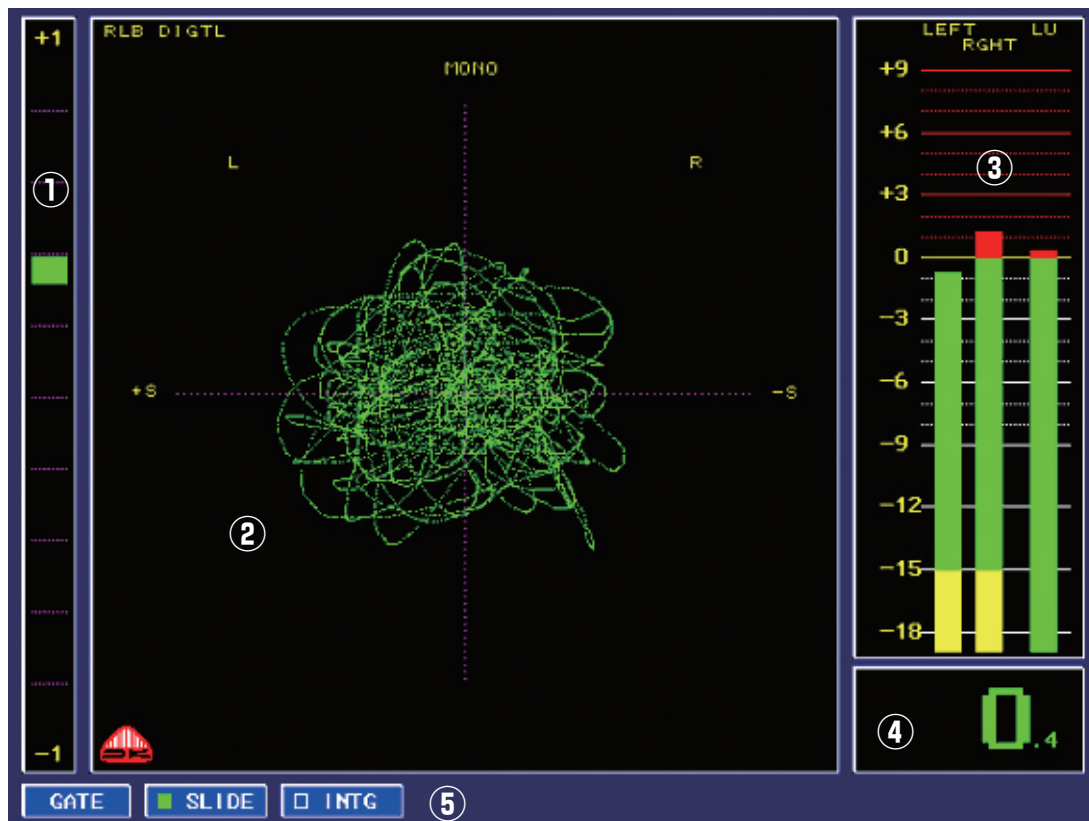 +1
①
-1
RLB DIGTL
MONO
L
R
+S
-S
②
DK
LEFT
RGHT
LU
+9
+6
③
+3
0
-3
-6
-9
-12
-15
-18
④
0.4
GATE
SLIDE
INTG
⑤